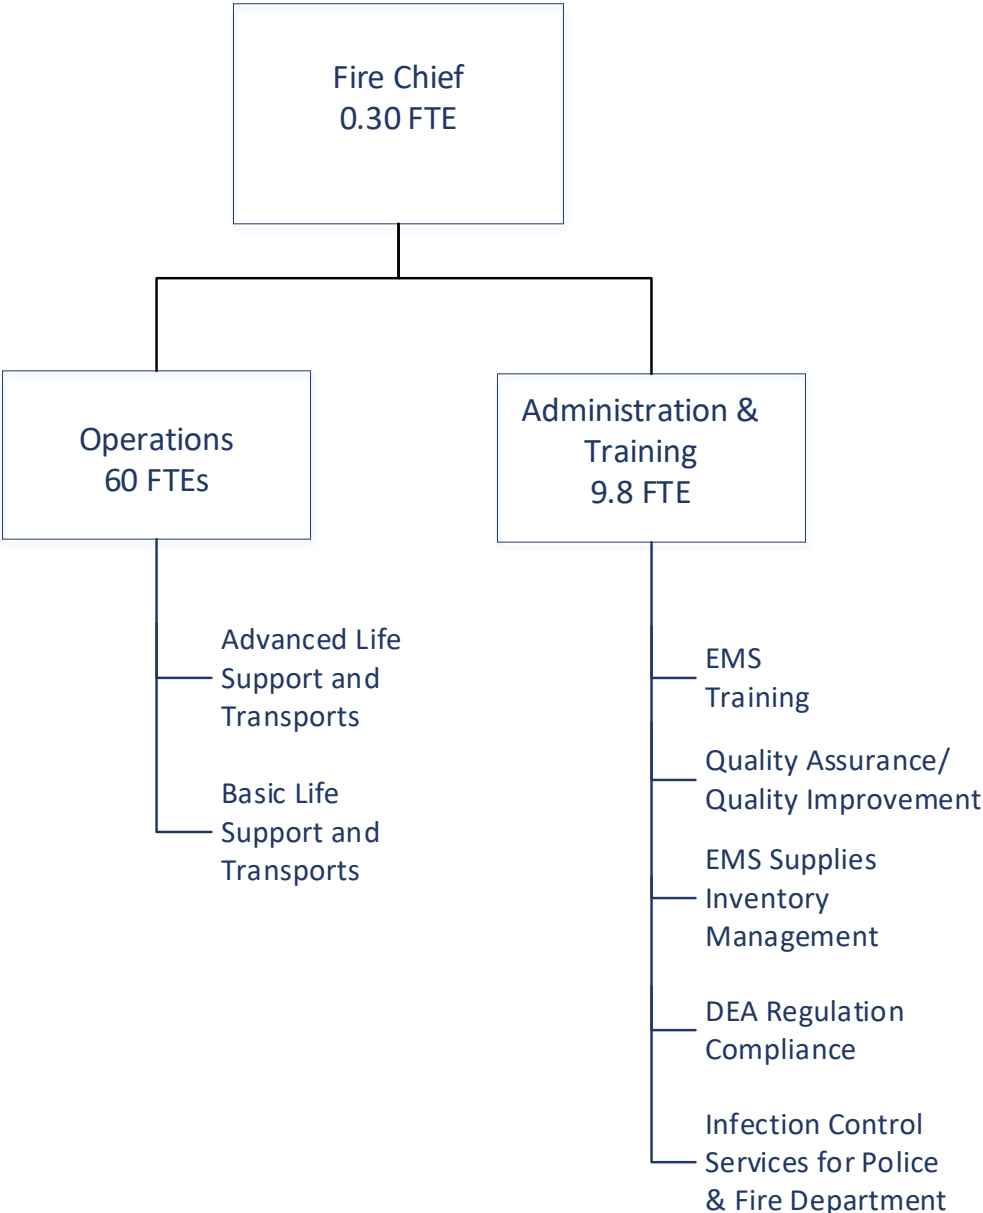 Fire Chief
0.30 FTE
Operations
60 FTEs
Administration &
Training
9.8 FTE
Advanced Life
Support and
Transports
Basic Life
Support and
Transports
EMS
Training
Quality Assurance/
Quality Improvement
EMS Supplies
Inventory
Management
DEA Regulation
Compliance
Infection Control
Services for Police
& Fire Department